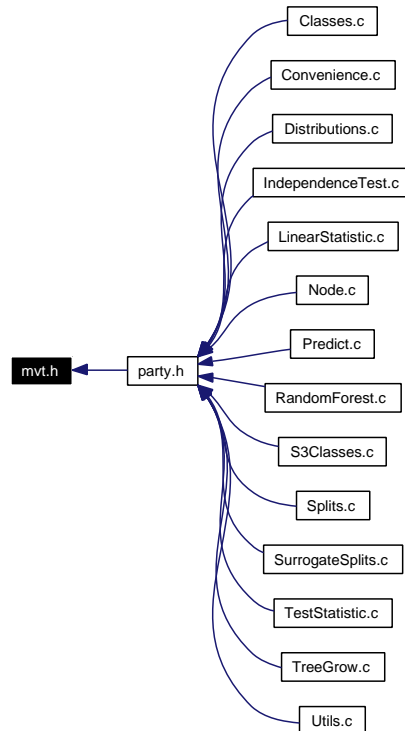 Classes.c
Convenience.c
Distributions.c
IndependenceTest.c
LinearStatistic.c
Node.c
mvt.h
party.h
Predict.c
RandomForest.c
S3Classes.c
Splits.c
SurrogateSplits.c
TestStatistic.c
TreeGrow.c
Utils.c